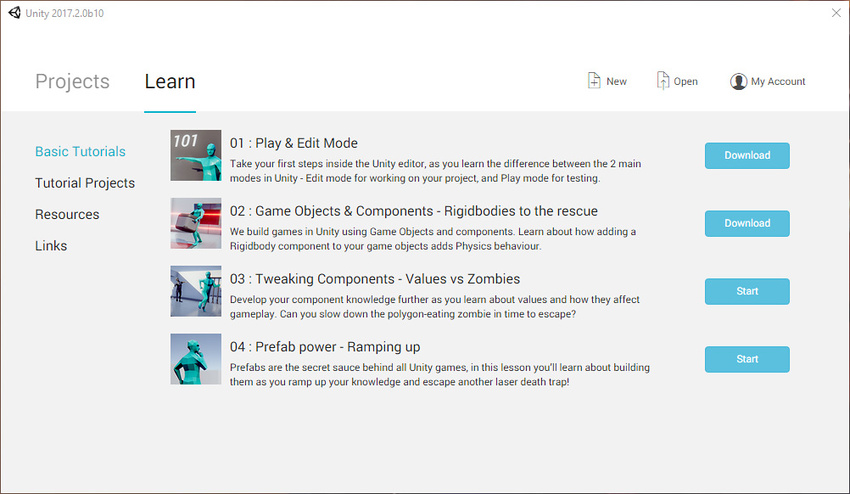 Unity 2017.2.0b10
Projects
Learn
New
Open
My Account
Basic Tutorials
Tutorial Projects
Resources
Links
101
01 : Play & Edit Mode
Take your first steps inside the Unity editor, as you learn the difference between the 2 main
modes in Unity - Edit mode for working on your project, and Play mode for testing.
Download
02 : Game Objects & Components - Rigidbodies to the rescue
We build games in Unity using Game Objects and components. Learn about how adding a
Rigidbody component to your game objects adds Physics behaviour.
Download
03 : Tweaking Components - Values vs Zombies
Develop your component knowledge further as you learn about values and how they affect
gameplay. Can you slow down the polygon-eating zombie in time to escape?
Start
04 : Prefab power - Ramping up
Prefabs are the secret sauce behind all Unity games, in this lesson you'll learn about building
them as you ramp up your knowledge and escape another laser death trap!
Start